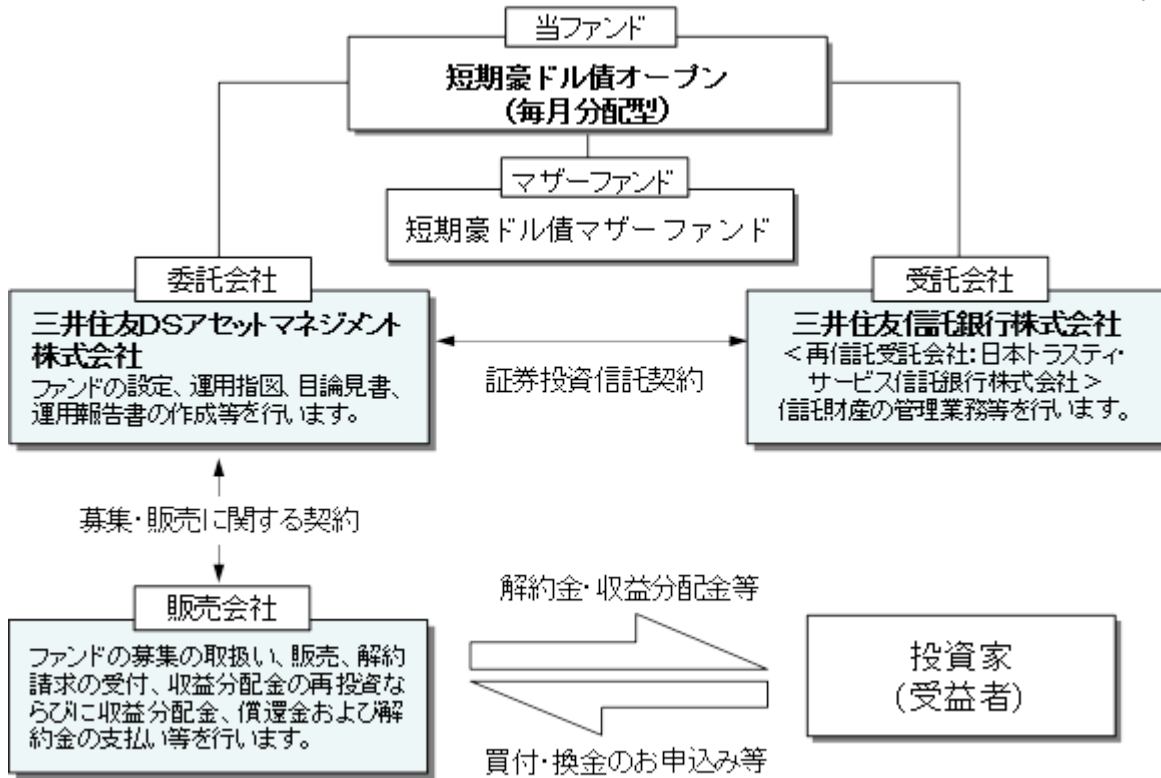 当ファンド
短期豪ドル債オープン
(毎月分配型)
マザーファンド
短期豪ドル債マザーファンド
委託会社
三井住友DSアセットマネジメント
株式会社
ファンドの設定、運用指図、目論見書、
運用報告書の作成等を行います。
証券投資信託契約
受託会社
三井住友信託銀行株式会社
<再信託受託会社:日本トラスティ・
サービス信託銀行株式会社>
信託財産の管理業務等を行います。
募集・販売に関する契約
販売会社
ファンドの募集の取扱い、販売、解約
請求の受付、収益分配金の再投資な
らびに収益分配金、償還金および解
約金の支払い等を行います。
解約金・収益分配金等
買付・換金のお申込み等
投資家
(受益者)